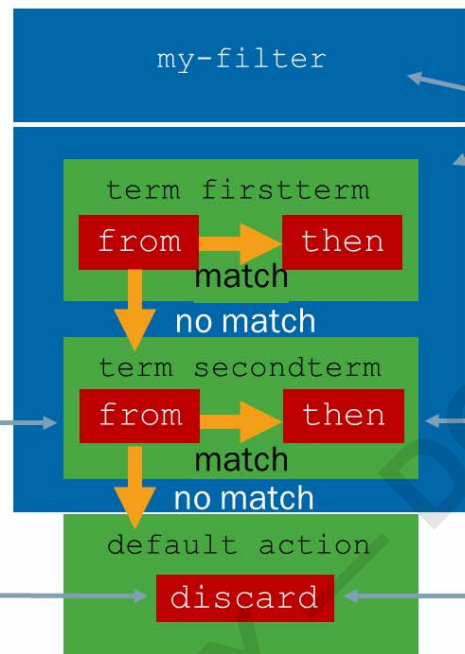 my-filter
term firstterm
from then
match
no match
term secondterm
from then
match
no match
default action
discard